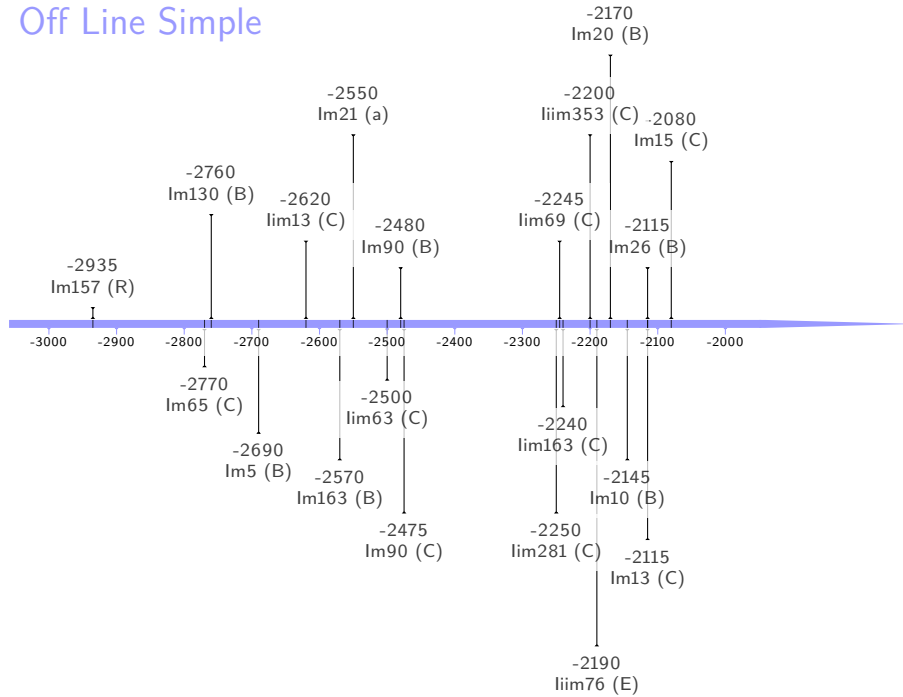 Off Line Simple
-2170
Im20 (B)
-2550
Im21 (a)
-2200
Iiim353 (C)
-2080
Im15 (C)
-2760
Im130 (B)
-2620
Iim13 (C)
-2480
Im90 (B)
-2245
Iim69 (C)
-2115
Im26 (B)
-2935
Im157 (R)
-3000 -2900 -2800 -2700 -2600 -2500 -2400 -2300 -2200 -2100 -2000
-2770
Im65 (C)
-2500
Iim63 (C)
-2240
Iim163 (C)
-2690
Im5 (B)
-2570
Im163 (B)
-2145
Im10 (B)
-2475
Im90 (C)
-2250
Iim281 (C)
-2115
Im13 (C)
-2190
Iiim76 (E)